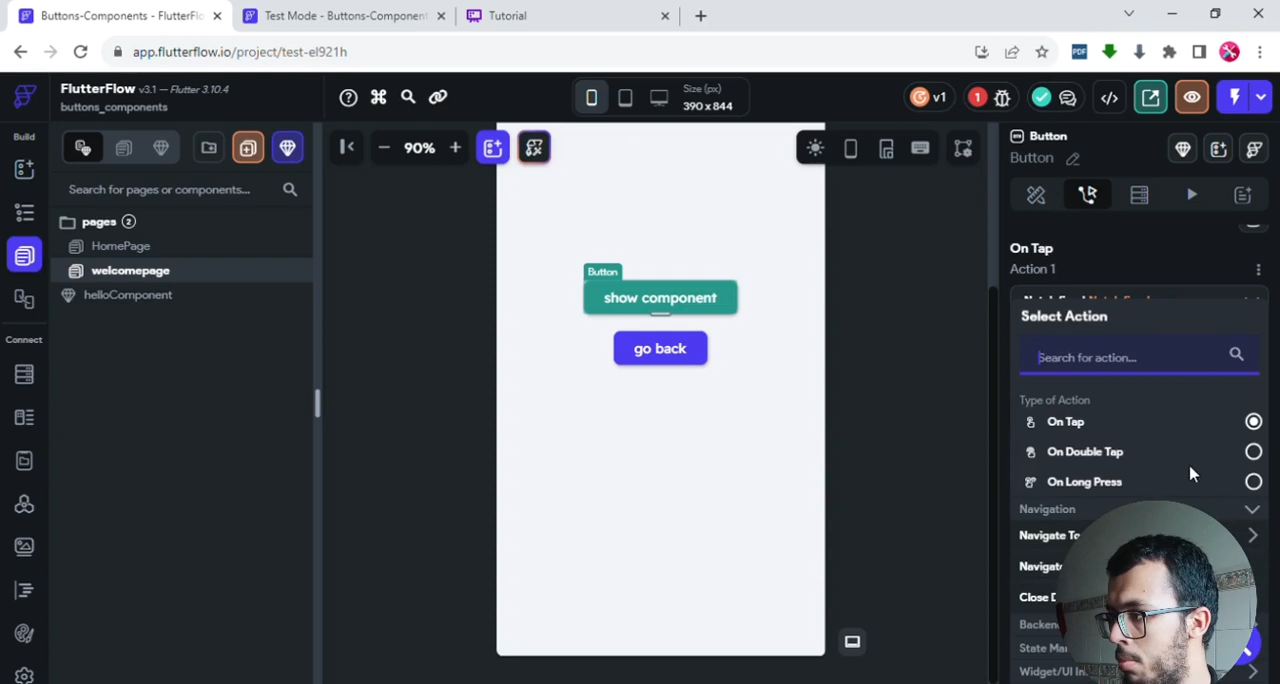 Buttons-Components - FlutterFlo
Test Mode - Buttons-Component
Tutorial
app.flutterflow.io/project/test-el921h
PDF
FlutterFlow v3.1 — Flutter 3.10.4
buttons_components
Size (px)
390 x 844
v1
1
Button
Button
Build
90%
Search for pages or components...
pages 2
HomePage
welcomepage
helloComponent
Connect
Button
show component
go back
On Tap
Action 1
Select Action
Search for action...
Type of Action
On Tap
On Double Tap
On Long Press
Navigation
Navigate To
Navigate
Close D
Backen
State Ma
Widget/UI In